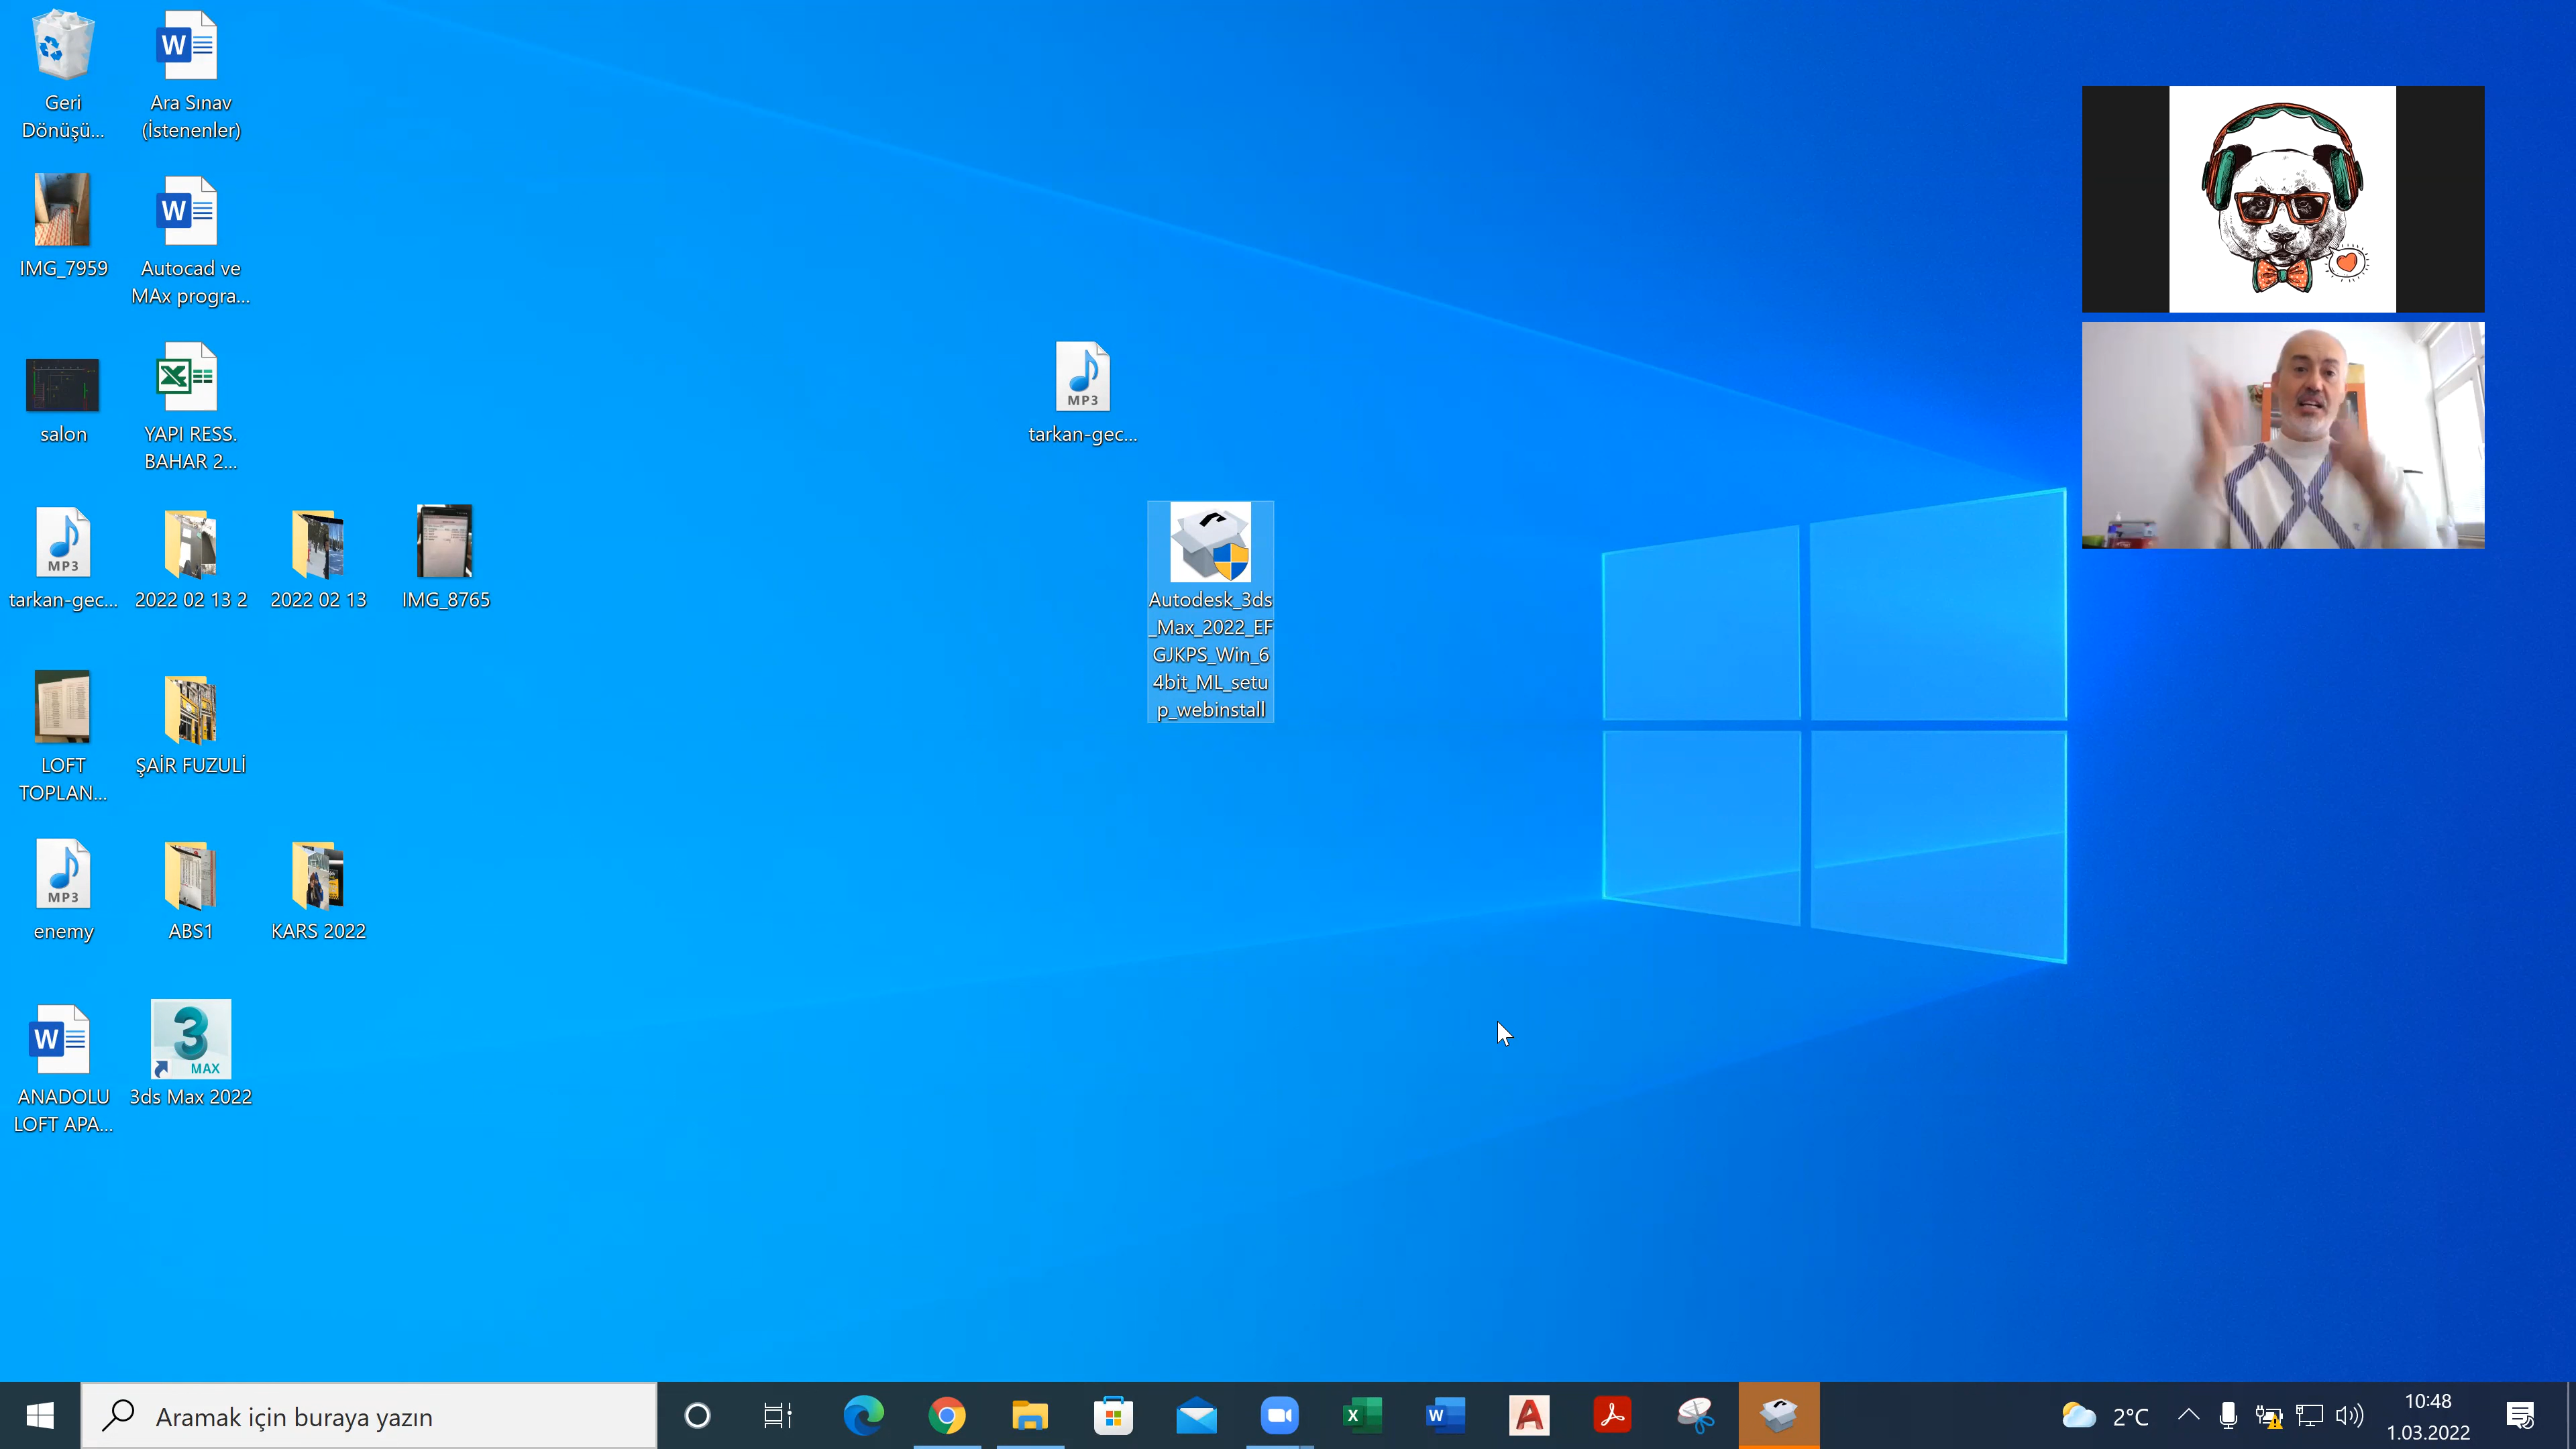 Geri
Dönüşü...
Ara Sınav
(İstenenler)
IMG_7959
Autocad ve
MAx progra...
salon
YAPI RESS.
BAHAR 2...
MP3
tarkan-gec...
MP3
tarkan-gec...
2022 02 13 2
2022 02 13
IMG_8765
Autodesk_3ds
_Max_2022_EF
GJKPS_Win_6
4bit_ML_setu
p_webinstall
LOFT
TOPLAN...
ŞAİR FUZULİ
MP3
enemy
ABS1
KARS 2022
ANADOLU
LOFT APA...
3
MAX
3ds Max 2022
Aramak için buraya yazın
2°C
10:48
1.03.2022